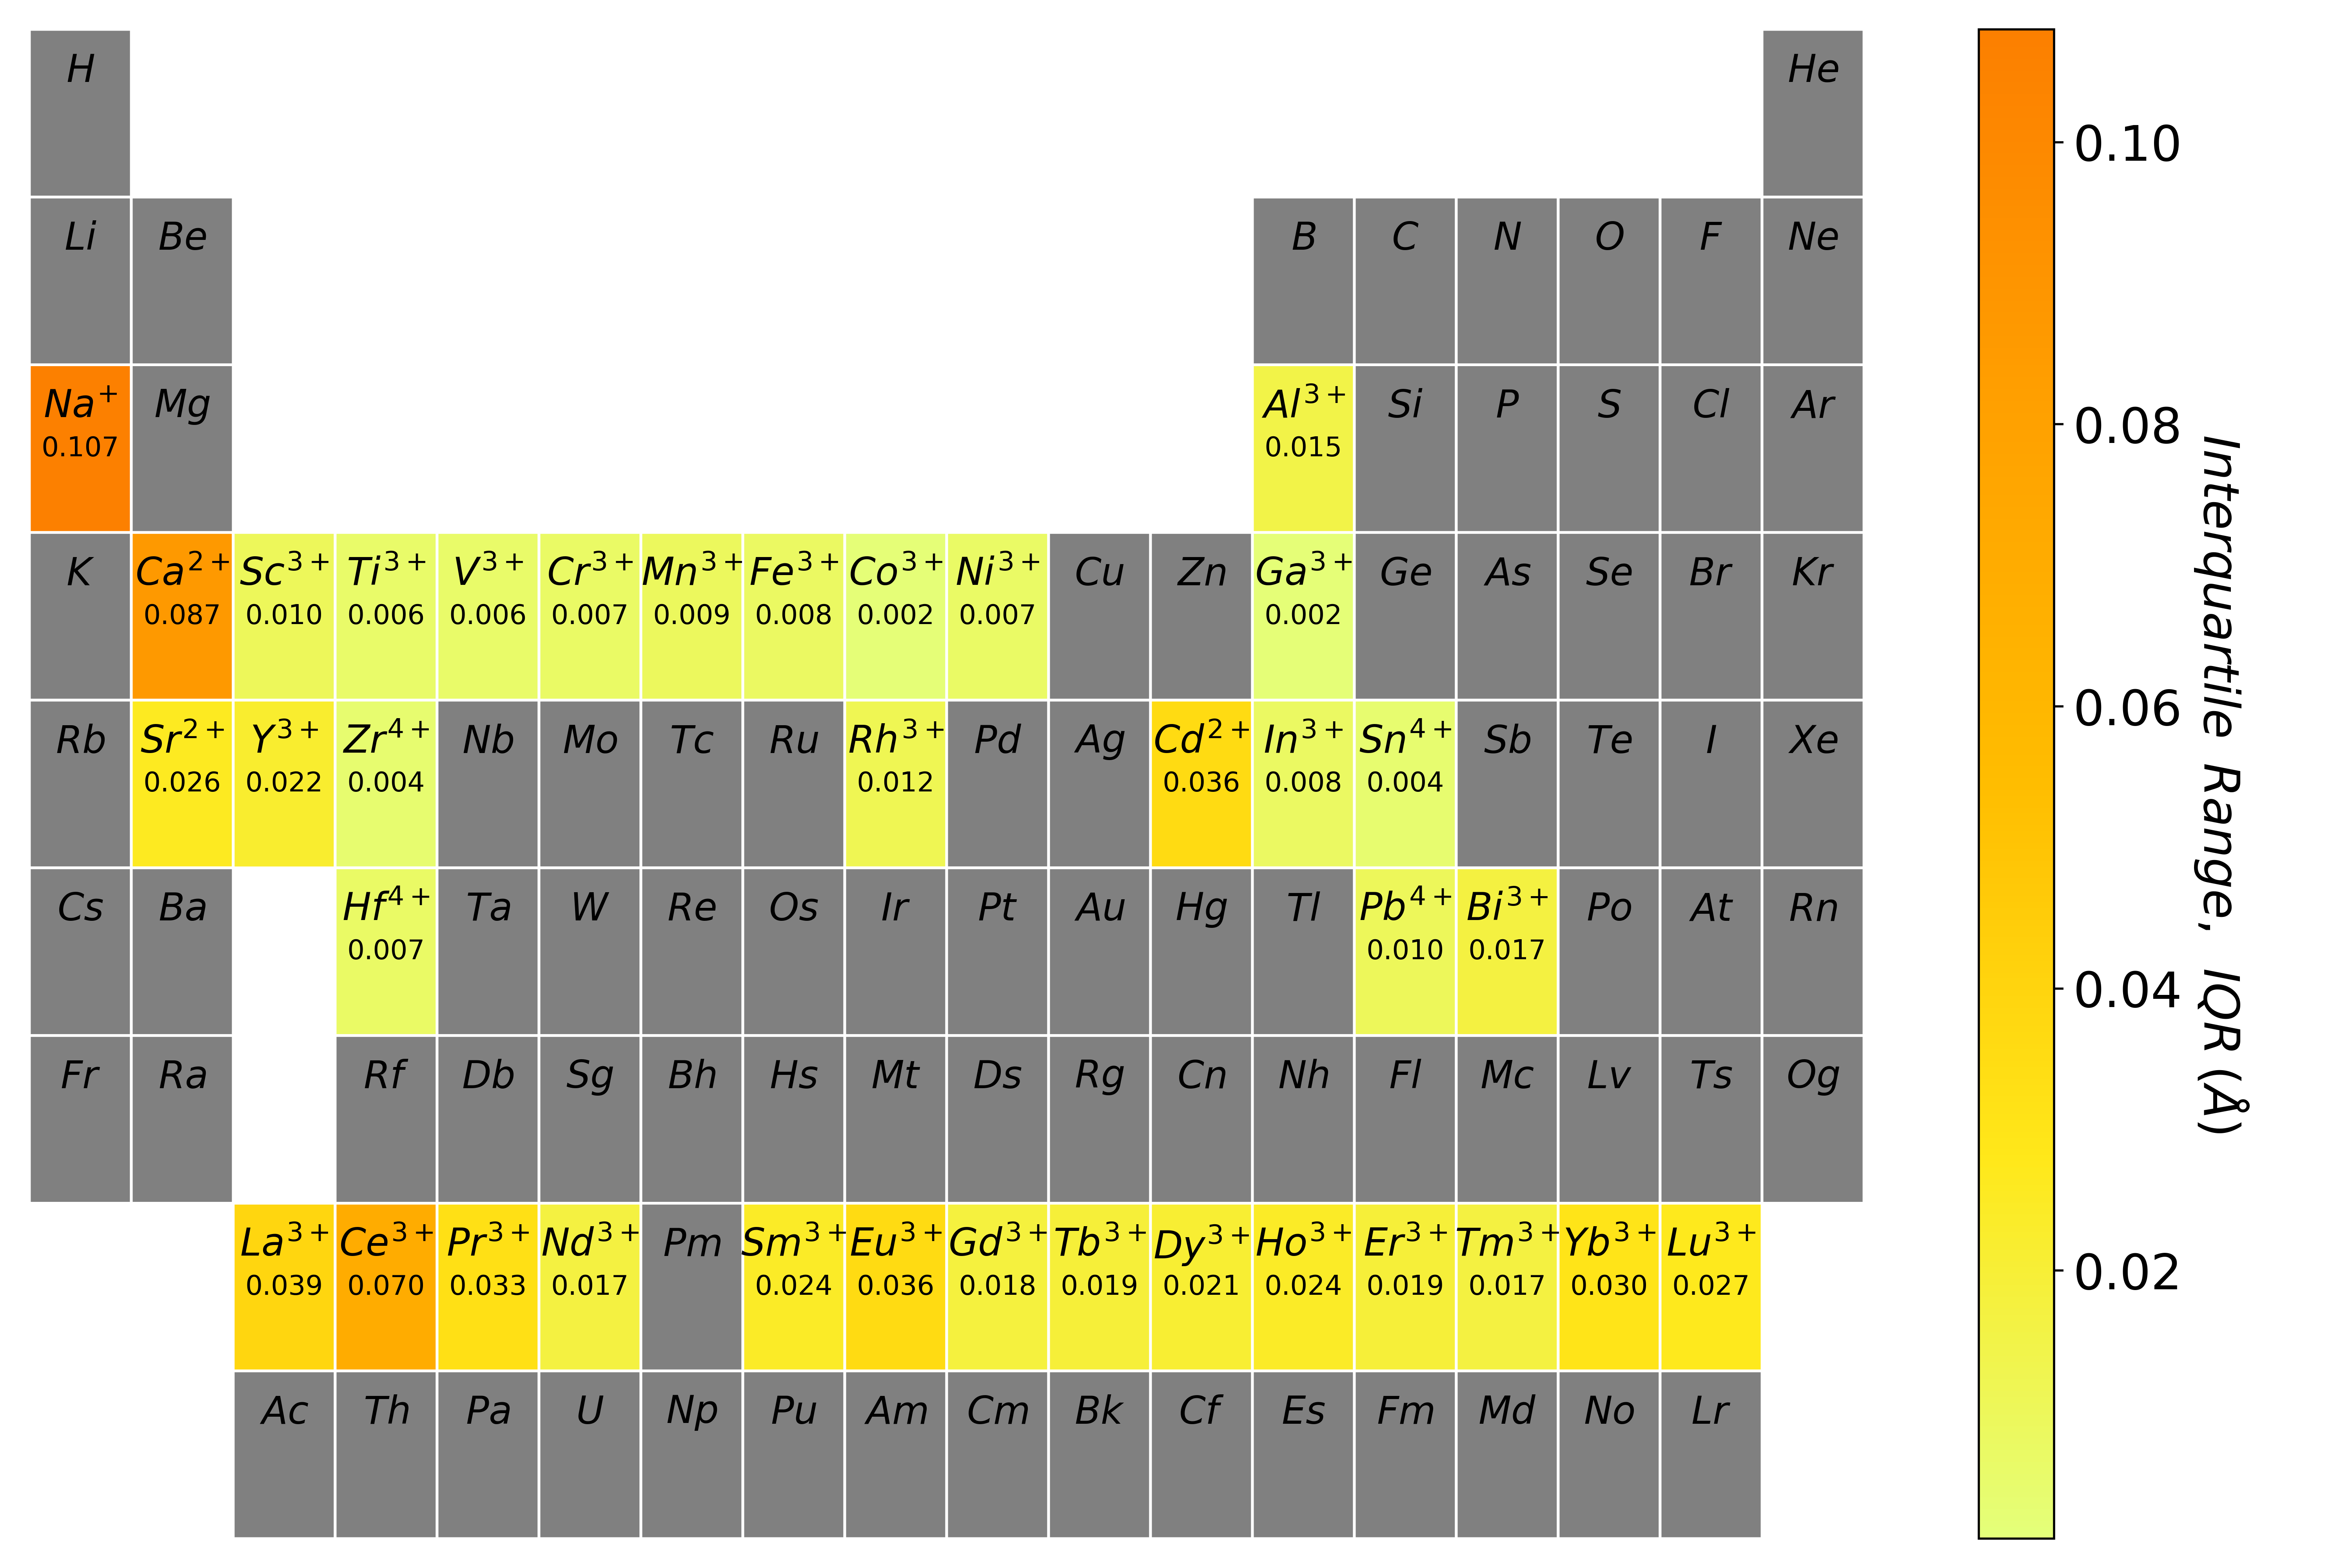 H He
Li Be B C N O F Ne
Na⁺ Mg Al³⁺ Si P S Cl Ar
0.107 0.015
K Ca²⁺ Sc³⁺ Ti³⁺ V³⁺ Cr³⁺ Mn³⁺ Fe³⁺ Co³⁺ Ni³⁺ Cu Zn Ga³⁺ Ge As Se Br Kr
0.087 0.010 0.006 0.006 0.007 0.009 0.008 0.002 0.007 0.002
Rb Sr²⁺ Y³⁺ Zr⁴⁺ Nb Mo Tc Ru Rh³⁺ Pd Ag Cd²⁺ In³⁺ Sn⁴⁺ Sb Te I Xe
0.026 0.022 0.004 0.012 0.036 0.008 0.004
Cs Ba Hf⁴⁺ Ta W Re Os Ir Pt Au Hg Tl Pb⁴⁺ Bi³⁺ Po At Rn
0.007 0.010 0.017
Fr Ra Rf Db Sg Bh Hs Mt Ds Rg Cn Nh Fl Mc Lv Ts Og
La³⁺ Ce³⁺ Pr³⁺ Nd³⁺ Pm Sm³⁺ Eu³⁺ Gd³⁺ Tb³⁺ Dy³⁺ Ho³⁺ Er³⁺ Tm³⁺ Yb³⁺ Lu³⁺
0.039 0.070 0.033 0.017 0.024 0.036 0.018 0.019 0.021 0.024 0.019 0.017 0.030 0.027
Ac Th Pa U Np Pu Am Cm Bk Cf Es Fm Md No Lr
0.10
0.08
0.06
0.04
0.02
Interquartile Range, IQR (Å)